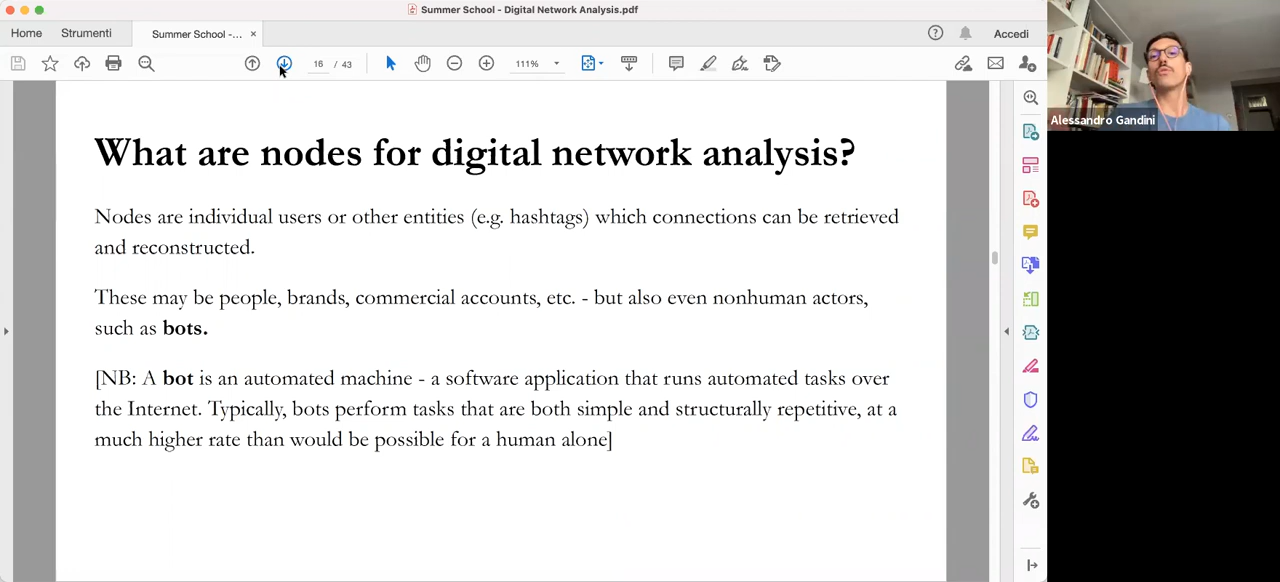 Summer School - Digital Network Analysis.pdf
Home
Strumenti
Summer School -...
×
Accedi
16 / 43
111%
Alessandro Gandini
What are nodes for digital network analysis?
Nodes are individual users or other entities (e.g. hashtags) which connections can be retrieved
and reconstructed.
These may be people, brands, commercial accounts, etc. - but also even nonhuman actors,
such as bots.
[NB: A bot is an automated machine - a software application that runs automated tasks over
the Internet. Typically, bots perform tasks that are both simple and structurally repetitive, at a
much higher rate than would be possible for a human alone]